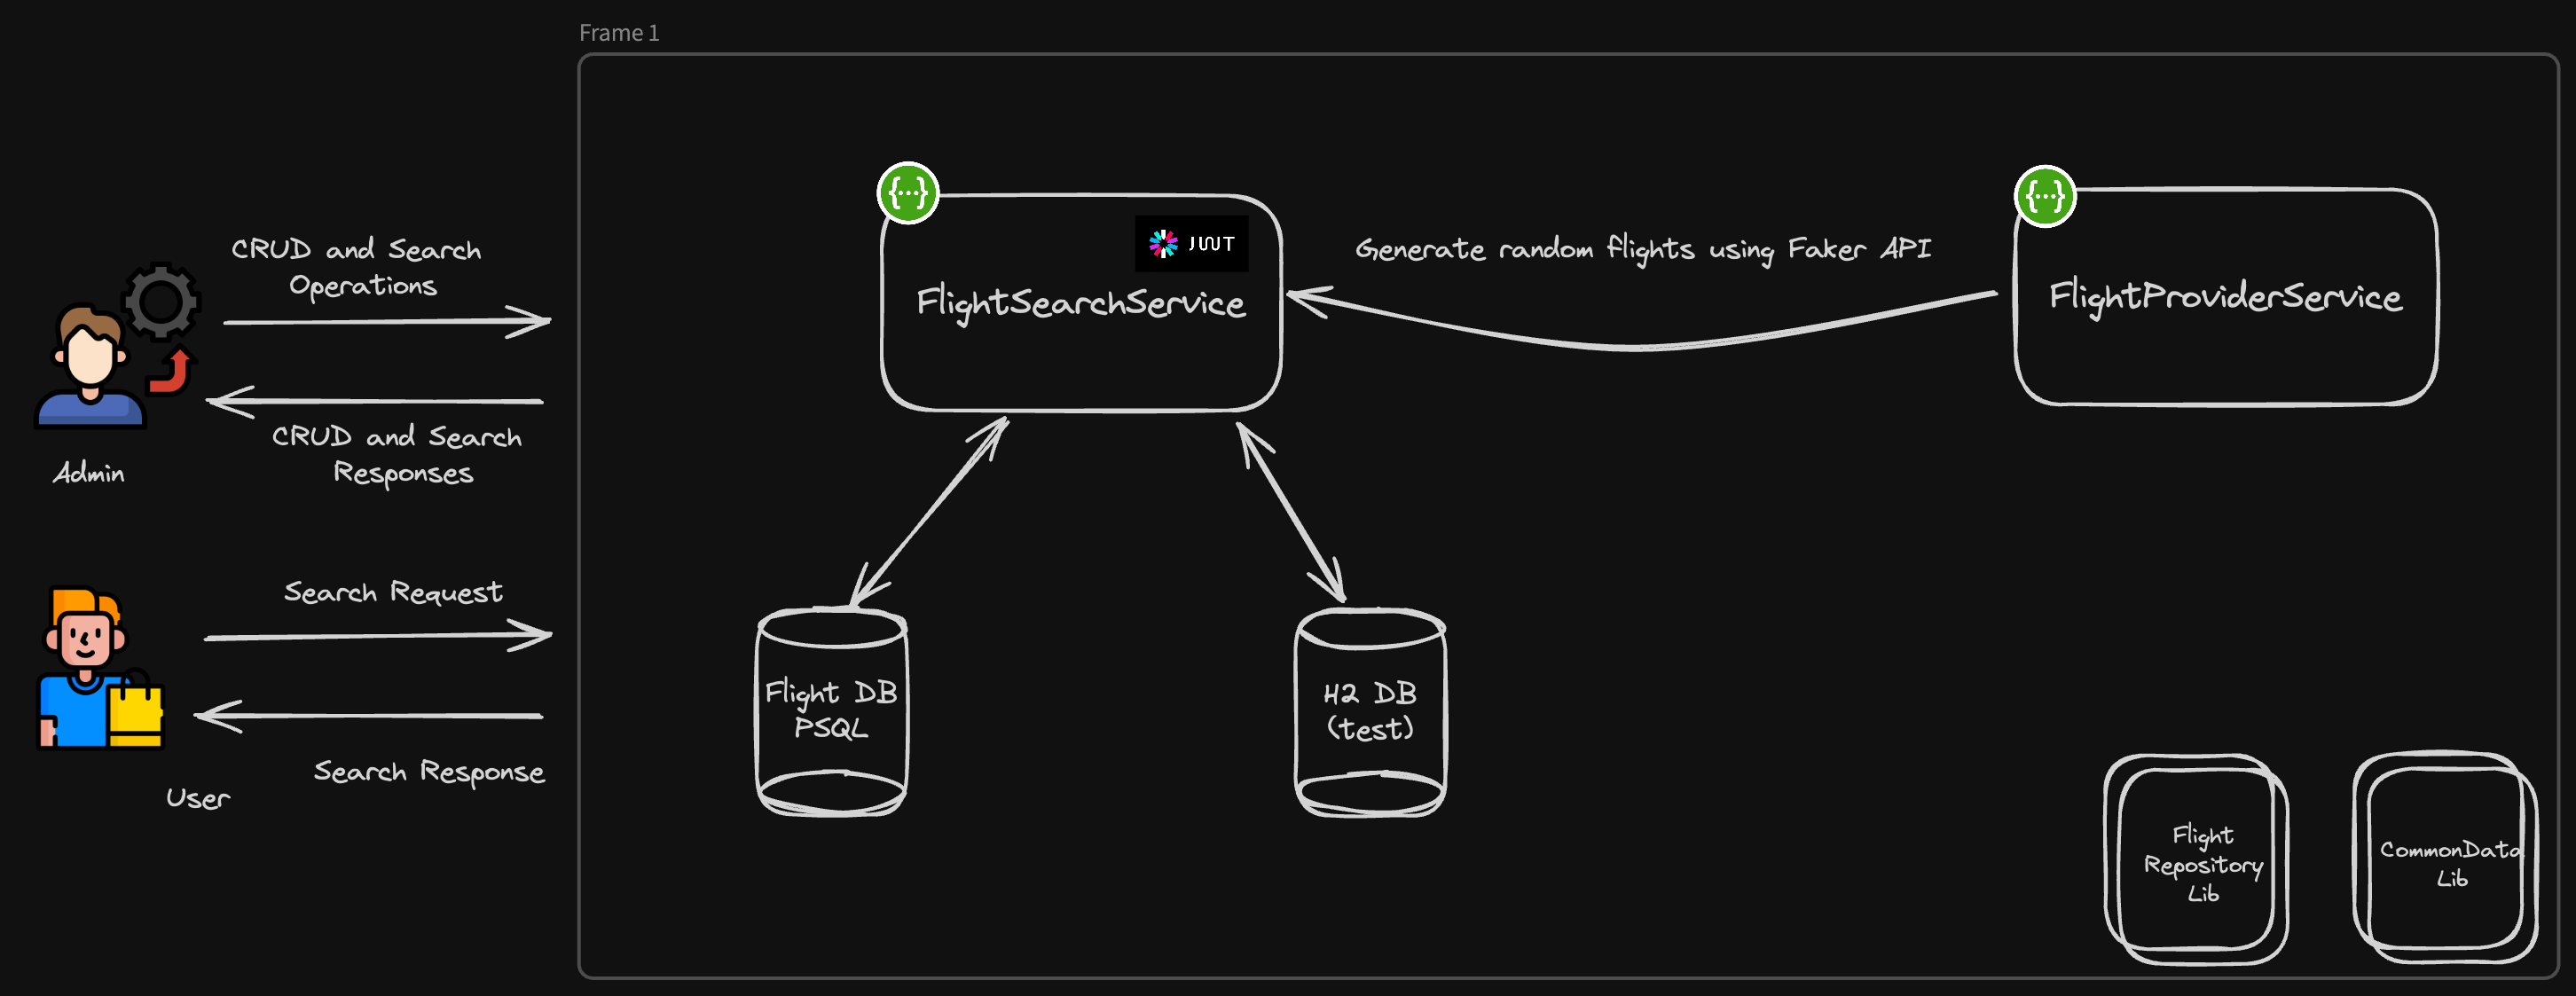 Frame 1
CRUD and Search
Operations
CRUD and Search
Responses
Admin
Search Request
Search Response
User
{...}
JWT
FlightSearchService
Generate random flights using Faker API
{...}
FlightProviderService
Flight DB
PSQL
H2 DB
(test)
Flight
Repository
Lib
CommonData
Lib